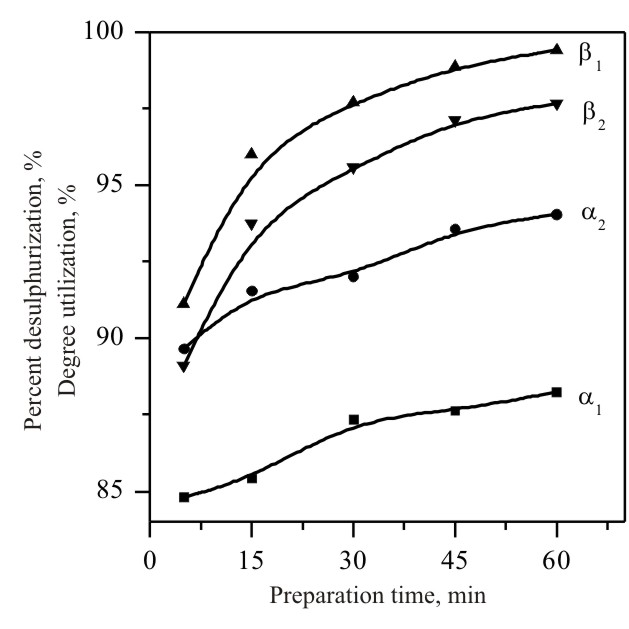 100
95
90
85
Percent desulphurization, %
Degree utilization, %
β1
β2
α2
α1
0 15 30 45 60
Preparation time, min